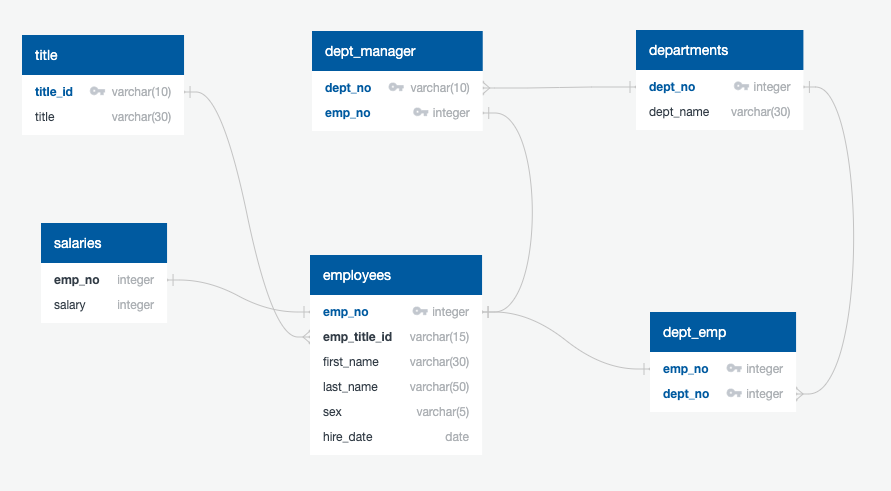 title
title_id varchar(10)
title varchar(30)
dept_manager
dept_no varchar(10)
emp_no integer
departments
dept_no integer
dept_name varchar(30)
salaries
emp_no integer
salary integer
employees
emp_no integer
emp_title_id varchar(15)
first_name varchar(30)
last_name varchar(50)
sex varchar(5)
hire_date date
dept_emp
emp_no integer
dept_no integer